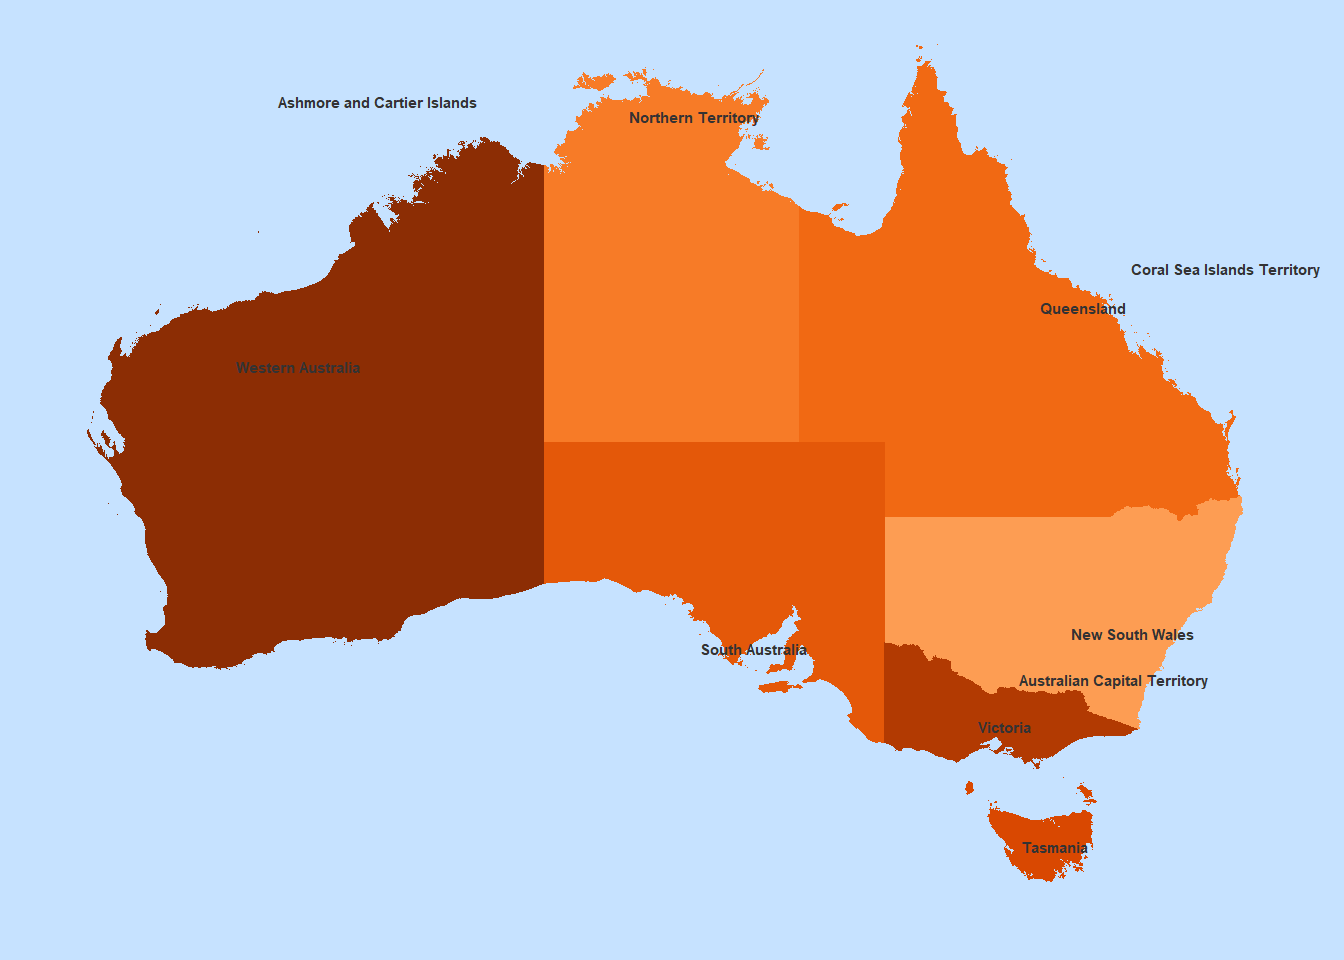 Ashmore and Cartier Islands
Northern Territory
Coral Sea Islands Territory
Queensland
Western Australia
New South Wales
South Australia
Australian Capital Territory
Victoria
Tasmania